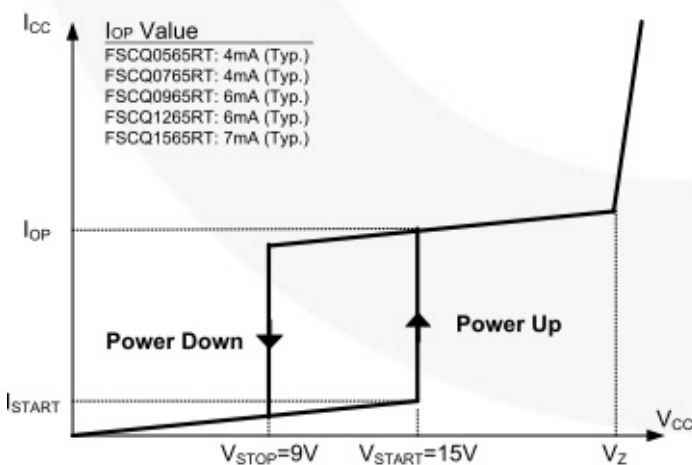 ICC
IOP Value
FSCQ0565RT: 4mA (Typ.)
FSCQ0765RT: 4mA (Typ.)
FSCQ0965RT: 6mA (Typ.)
FSCQ1265RT: 6mA (Typ.)
FSCQ1565RT: 7mA (Typ.)
IOP
Power Down
Power Up
ISTART
VCC
VSTOP=9V
VSTART=15V
VZ